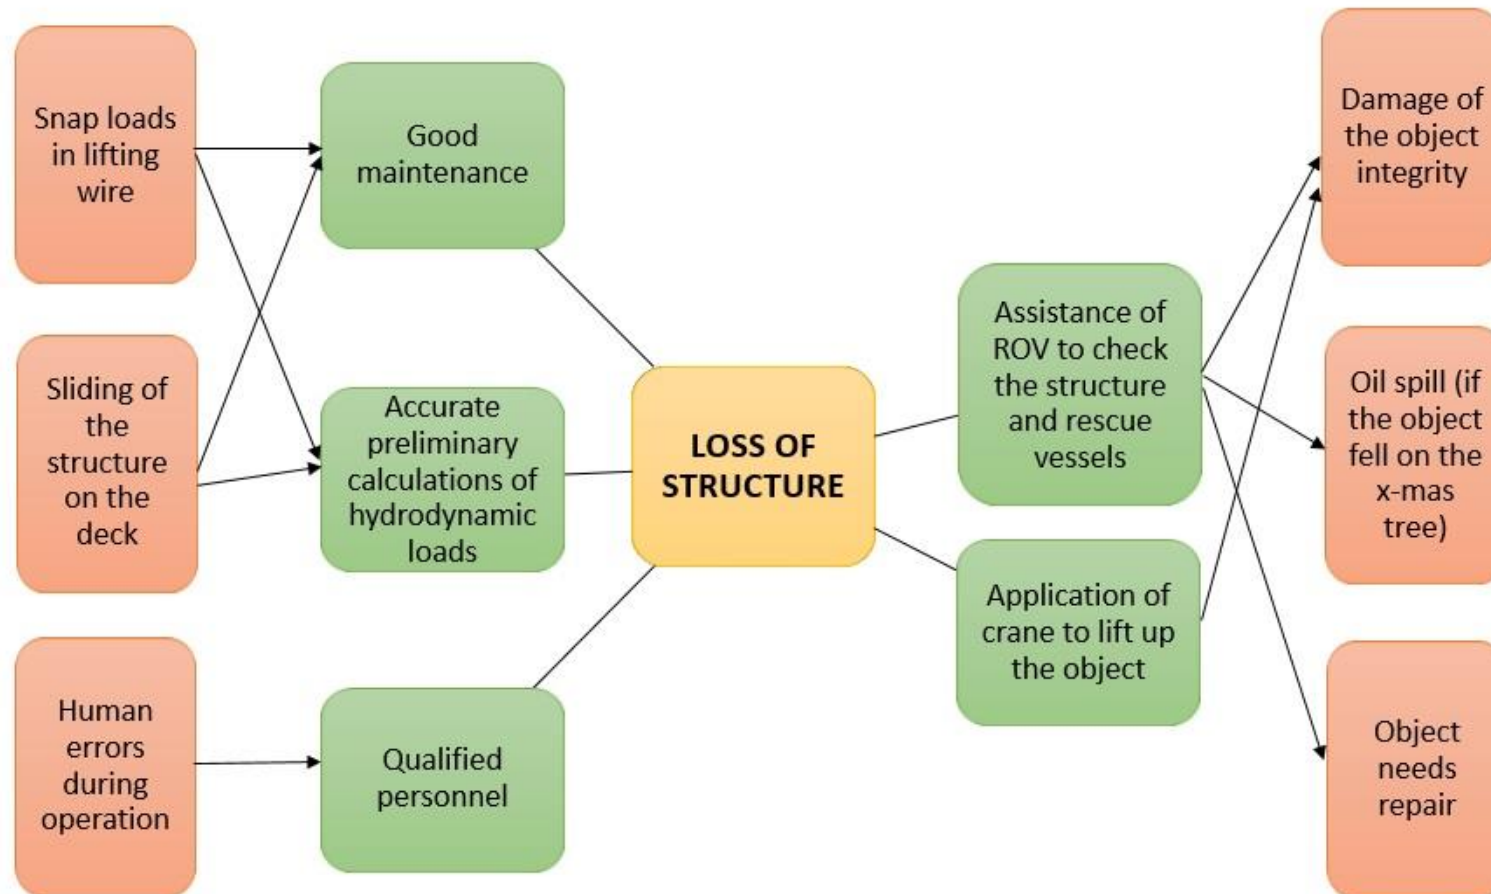 Snap loads
in lifting
wire
Sliding of
the
structure
on the
deck
Human
errors
during
operation
Good
maintenance
Accurate
preliminary
calculations of
hydrodynamic
loads
Qualified
personnel
LOSS OF
STRUCTURE
Assistance of
ROV to check
the structure
and rescue
vessels
Application of
crane to lift up
the object
Damage of
the object
integrity
Oil spill (if
the object
fell on the
x-mas
tree)
Object
needs
repair